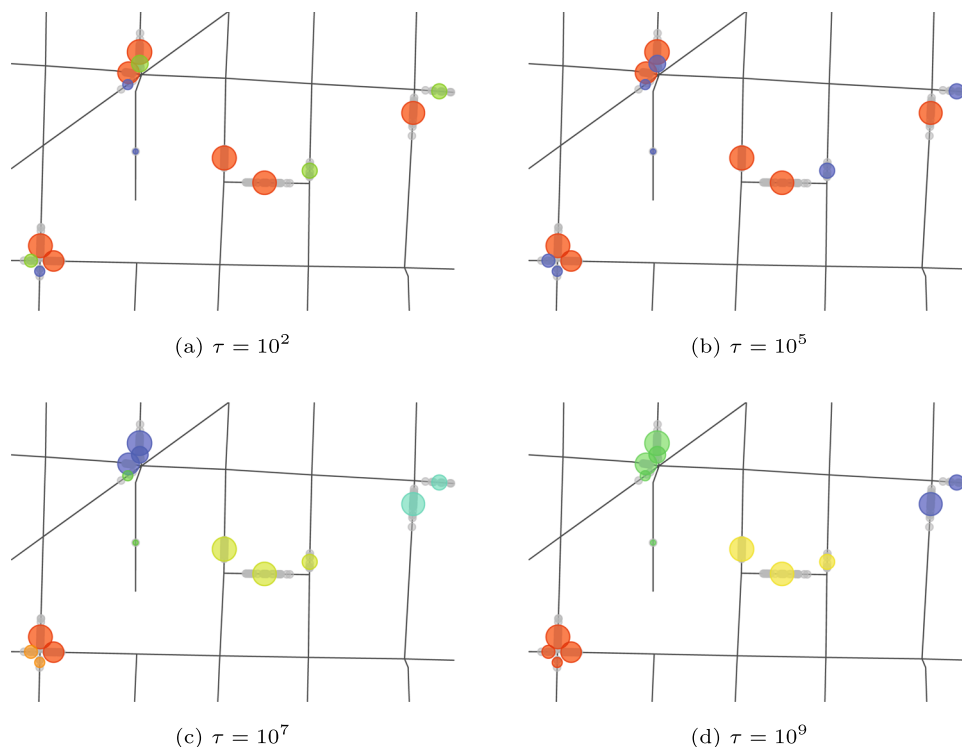 (a) τ = 10²
(b) τ = 10⁵
(c) τ = 10⁷
(d) τ = 10⁹